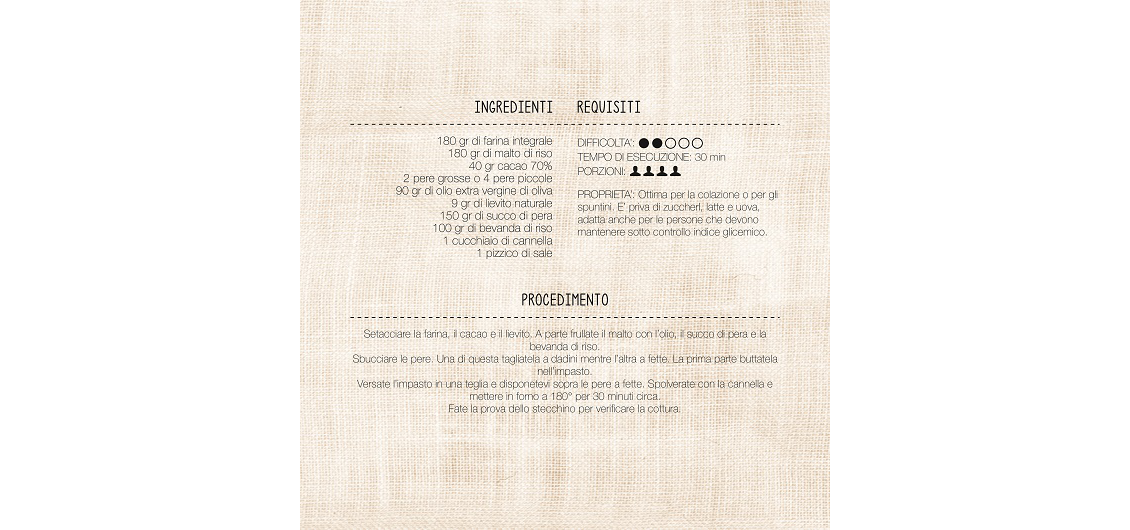 INGREDIENTI
180 gr di farina integrale
180 gr di malto di riso
40 gr cacao 70%
2 pere grosse o 4 pere piccole
90 gr di olio extra vergine di oliva
9 gr di lievito naturale
150 gr di succo di pera
100 gr di bevanda di riso
1 cucchiaio di cannella
1 pizzico di sale
REQUISITI
DIFFICOLTA':
TEMPO DI ESECUZIONE: 30 min
PORZIONI:
PROPRIETA': Ottima per la colazione o per gli
spuntini. E' priva di zuccheri, latte e uova,
adatta anche per le persone che devono
mantenere sotto controllo indice glicemico.
PROCEDIMENTO
Setacciare la farina, il cacao e il lievito. A parte frullate il malto con l'olio, il succo di pera e la
bevanda di riso.
Sbucciare le pere. Una di questa tagliatela a dadini mentre l'altra a fette. La prima parte buttatela
nell'impasto.
Versate l'impasto in una teglia e disponetevi sopra le pere a fette. Spolverate con la cannella e
mettere in forno a 180° per 30 minuti circa.
Fate la prova dello stecchino per verificare la cottura.